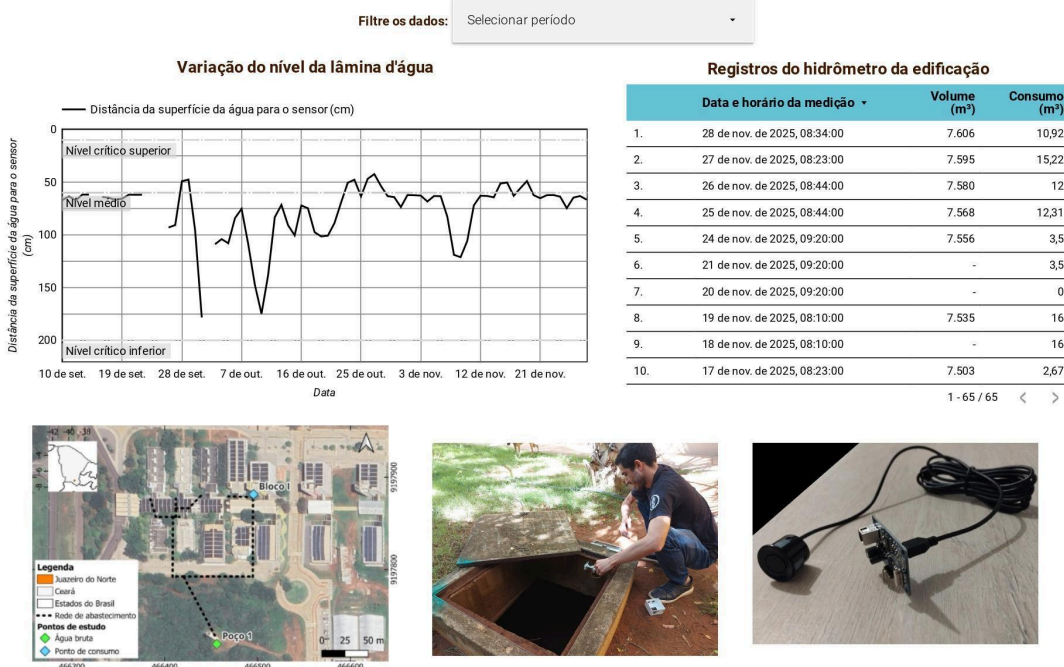 Filtre os dados: Selecionar período
Variação do nível da lâmina d'água
Distância da superfície da água para o sensor (cm)
Distância da superfície da água para o sensor
(cm)
0
50
100
150
200
Nível crítico superior
Nível médio
Nível crítico inferior
10 de set. 19 de set. 28 de set. 7 de out. 16 de out. 25 de out. 3 de nov. 12 de nov. 21 de nov.
Data
Registros do hidrômetro da edificação
Data e horário da medição Volume (m³) Consumo (m³)
1. 28 de nov. de 2025, 08:34:00 7.606 10,92
2. 27 de nov. de 2025, 08:23:00 7.595 15,22
3. 26 de nov. de 2025, 08:44:00 7.580 12
4. 25 de nov. de 2025, 08:44:00 7.568 12,31
5. 24 de nov. de 2025, 09:20:00 7.556 3,5
6. 21 de nov. de 2025, 09:20:00 - 3,5
7. 20 de nov. de 2025, 09:20:00 - 0
8. 19 de nov. de 2025, 08:10:00 7.535 16
9. 18 de nov. de 2025, 08:10:00 - 16
10. 17 de nov. de 2025, 08:23:00 7.503 2,67
1 - 65 / 65
-42 -40 -38
Bloco I
9197900
9197800
Poço 1
Legenda
Juazeiro do Norte
Ceará
Estados do Brasil
Rede de abastecimento
Pontos de estudo
Água bruta
Ponto de consumo
0 25 50 m
466300 466400 466500 466600